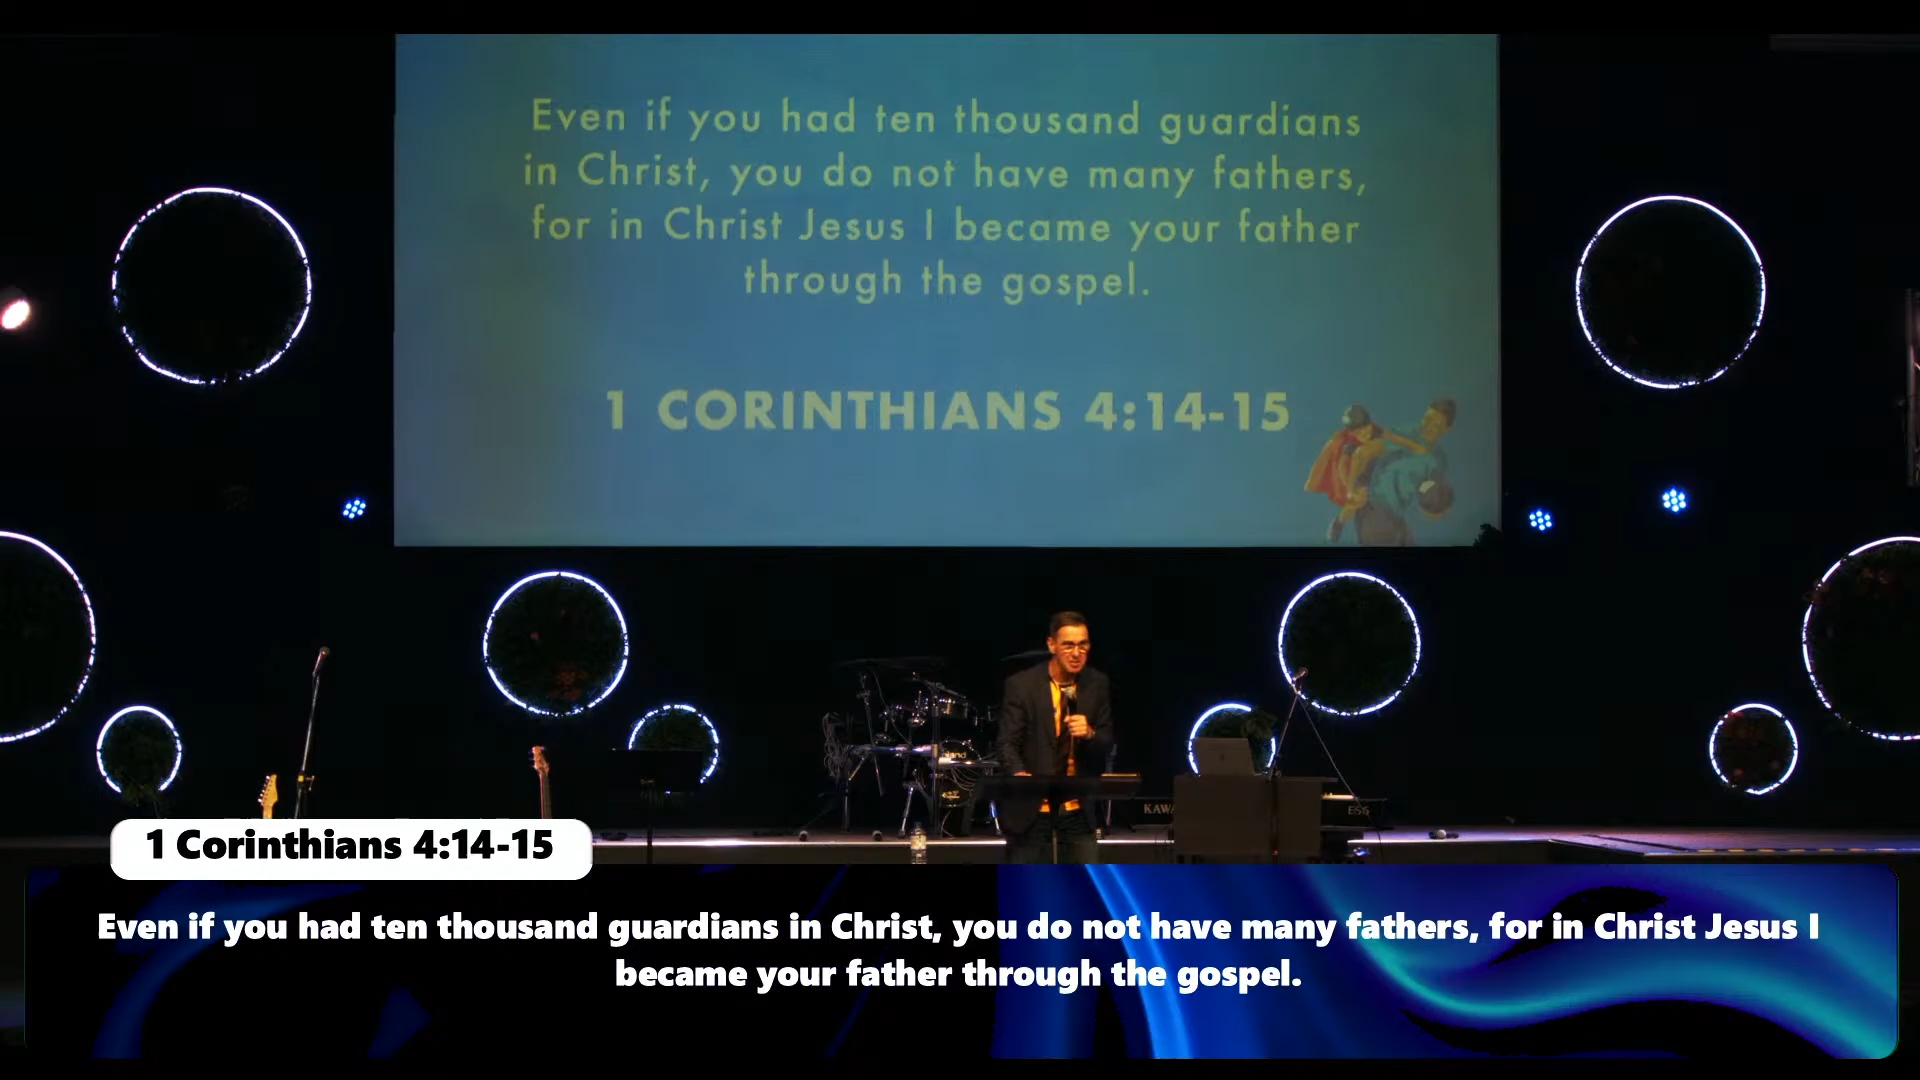 Even if you had ten thousand guardians
in Christ, you do not have many fathers,
for in Christ Jesus I became your father
through the gospel.
1 CORINTHIANS 4:14-15
KAWA
ES6
1 Corinthians 4:14-15
Even if you had ten thousand guardians in Christ, you do not have many fathers, for in Christ Jesus I
became your father through the gospel.